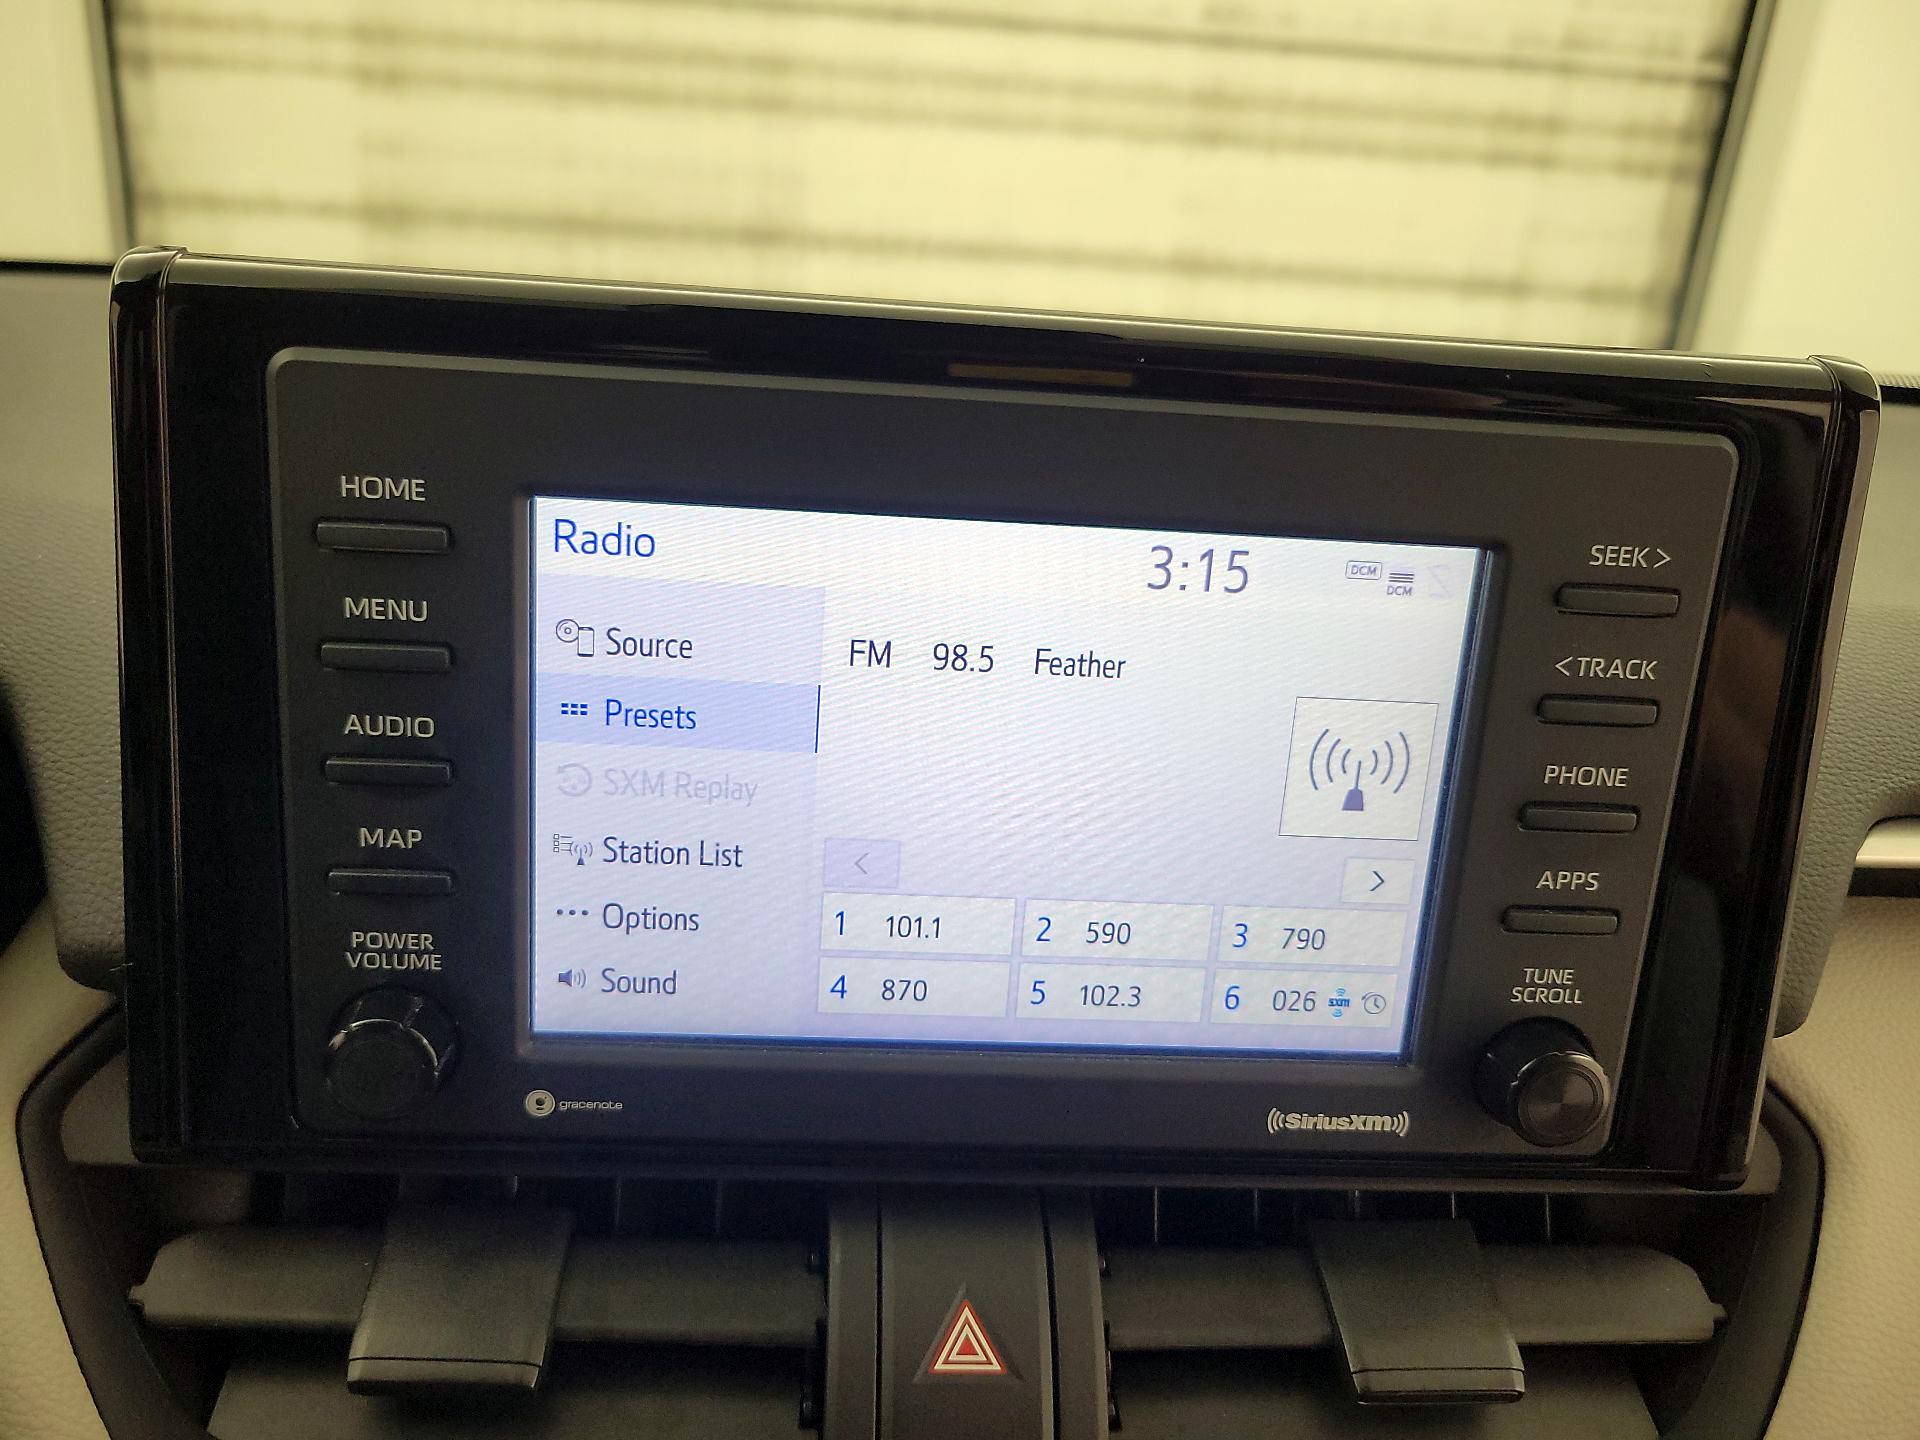 HOME
MENU
AUDIO
MAP
POWER
VOLUME
Radio
3:15
DCM
DCM
Source
Presets
SXM Replay
Station List
Options
Sound
FM 98.5 Feather
<
>
1 101.1
2 590
3 790
4 870
5 102.3
6 026 SXM
SEEK >
< TRACK
PHONE
APPS
TUNE
SCROLL
gracenote
((SiriusXM))